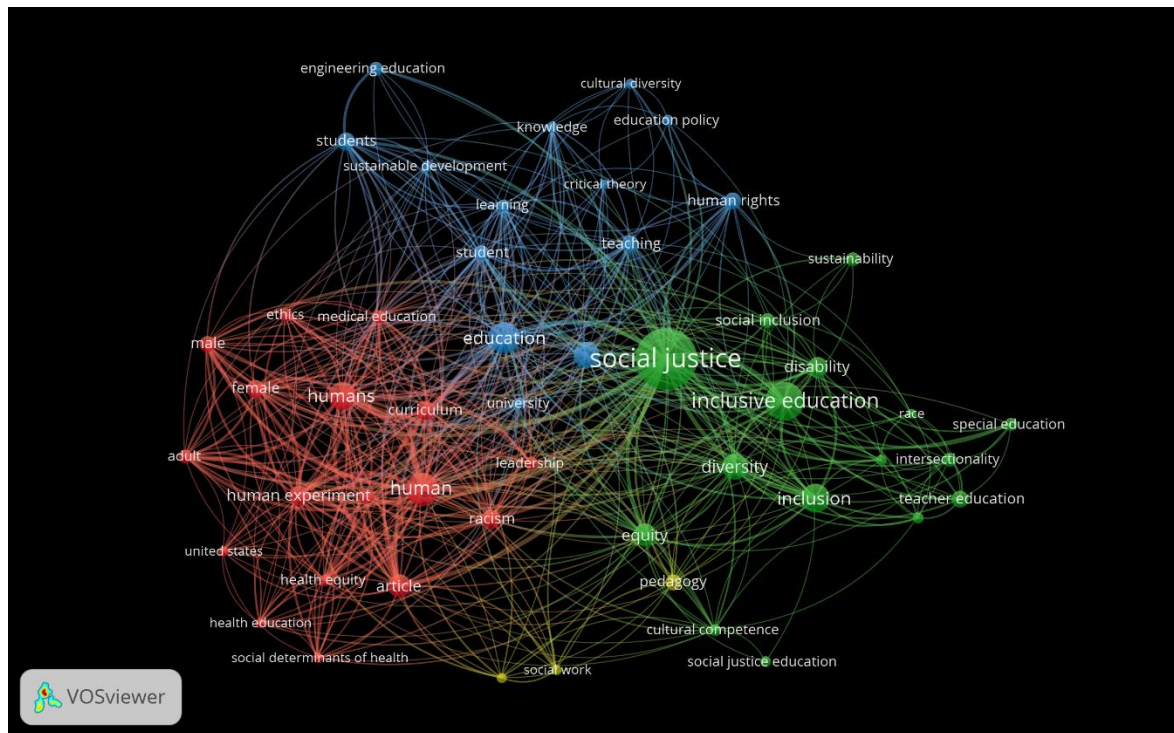 engineering education
cultural diversity
education policy
knowledge
students
sustainable development
critical theory
human rights
learning
teaching
student
sustainability
ethics
medical education
social inclusion
male
education
social justice
disability
female
humans
inclusive education
curriculum
university
race
special education
adult
leadership
diversity
intersectionality
human experiment
human
inclusion
teacher education
racism
equity
united states
health equity
article
pedagogy
health education
cultural competence
social determinants of health
social work
social justice education
VOSviewer